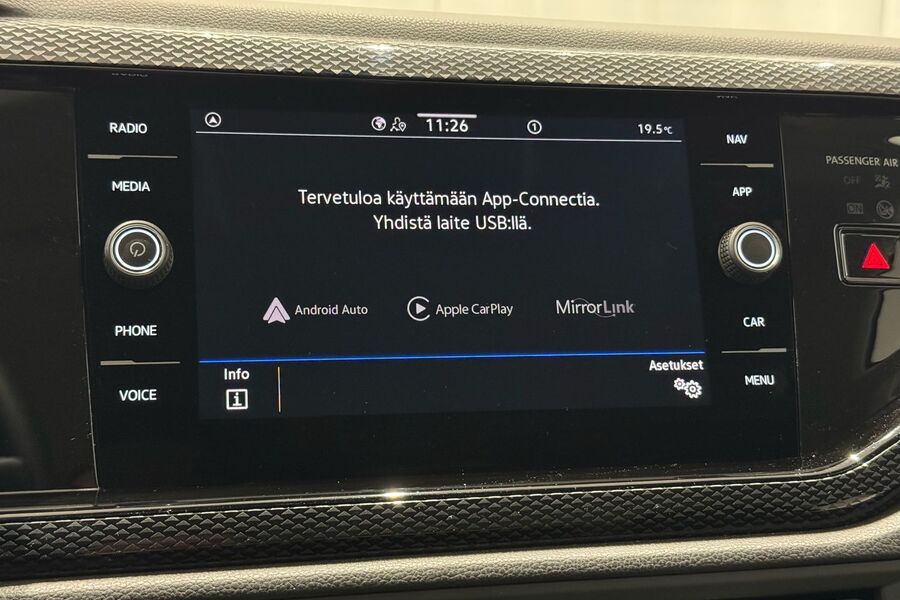 RADIO
MEDIA
PHONE
VOICE
11:26
1
19.5°C
Tervetuloa käyttämään App-Connectia.
Yhdistä laite USB:llä.
Android Auto
Apple CarPlay
MirrorLink
Info
i
Asetukset
NAV
APP
CAR
MENU
PASSENGER AIR
OFF
ON